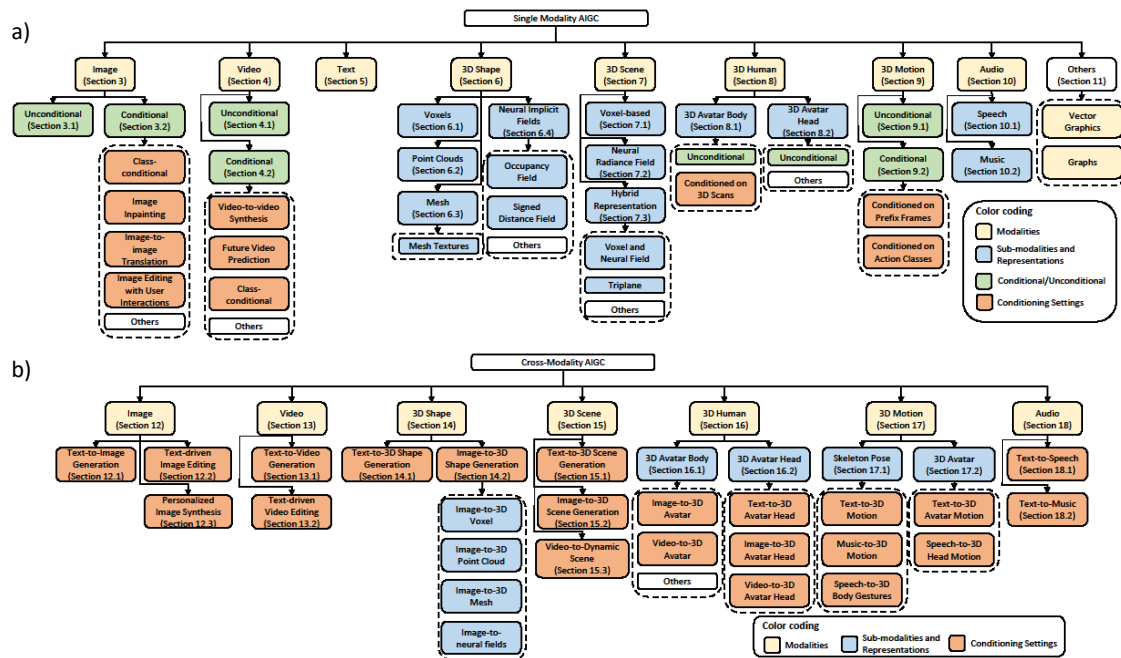 a)
Single Modality AIGC
Image
(Section 3)
Video
(Section 4)
Text
(Section 5)
3D Shape
(Section 6)
3D Scene
(Section 7)
3D Human
(Section 8)
3D Motion
(Section 9)
Audio
(Section 10)
Others
(Section 11)
Unconditional
(Section 3.1)
Conditional
(Section 3.2)
Class-
conditional
Image
Inpainting
Image-to-
image
Translation
Image Editing
with User
Interactions
Others
Unconditional
(Section 4.1)
Conditional
(Section 4.2)
Video-to-video
Synthesis
Future Video
Prediction
Class-
conditional
Others
Voxels
(Section 6.1)
Point Clouds
(Section 6.2)
Mesh
(Section 6.3)
Mesh Textures
Neural Implicit
Fields
(Section 6.4)
Occupancy
Field
Signed
Distance Field
Others
Voxel-based
(Section 7.1)
Neural
Radiance Field
(Section 7.2)
Hybrid
Representation
(Section 7.3)
Voxel and
Neural Field
Triplane
Others
3D Avatar Body
(Section 8.1)
Unconditional
Conditioned on
3D Scans
3D Avatar
Head
(Section 8.2)
Unconditional
Others
Unconditional
(Section 9.1)
Conditional
(Section 9.2)
Conditioned on
Prefix Frames
Conditioned on
Action Classes
Speech
(Section 10.1)
Music
(Section 10.2)
Vector
Graphics
Graphs
Color coding
Modalities
Sub-modalities and
Representations
Conditional/Unconditional
Conditioning Settings
b)
Cross-Modality AIGC
Image
(Section 12)
Video
(Section 13)
3D Shape
(Section 14)
3D Scene
(Section 15)
3D Human
(Section 16)
3D Motion
(Section 17)
Audio
(Section 18)
Text-to-Image
Generation
(Section 12.1)
Text-driven
Image Editing
(Section 12.2)
Personalized
Image Synthesis
(Section 12.3)
Text-to-Video
Generation
(Section 13.1)
Text-driven
Video Editing
(Section 13.2)
Text-to-3D Shape
Generation
(Section 14.1)
Image-to-3D
Shape Generation
(Section 14.2)
Image-to-3D
Voxel
Image-to-3D
Point Cloud
Image-to-3D
Mesh
Image-to-
neural fields
Text-to-3D Scene
Generation
(Section 15.1)
Image-to-3D
Scene Generation
(Section 15.2)
Video-to-Dynamic
Scene
(Section 15.3)
3D Avatar Body
(Section 16.1)
Image-to-3D
Avatar
Video-to-3D
Avatar
Others
3D Avatar Head
(Section 16.2)
Text-to-3D
Avatar Head
Image-to-3D
Avatar Head
Video-to-3D
Avatar Head
Skeleton Pose
(Section 17.1)
Text-to-3D
Motion
Music-to-3D
Motion
Speech-to-3D
Body Gestures
3D Avatar
(Section 17.2)
Text-to-3D
Avatar Motion
Speech-to-3D
Head Motion
Text-to-Speech
(Section 18.1)
Text-to-Music
(Section 18.2)
Color coding
Modalities
Sub-modalities and
Representations
Conditioning Settings